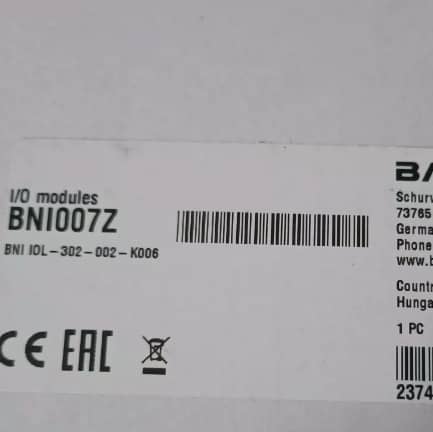 I/O modules
BNI007Z
BNI IOL-302-002-K006
CE EAC
BA
Schurw
73765
Germa
Phone
www.b
Countr
Hunga
1 PC
2374